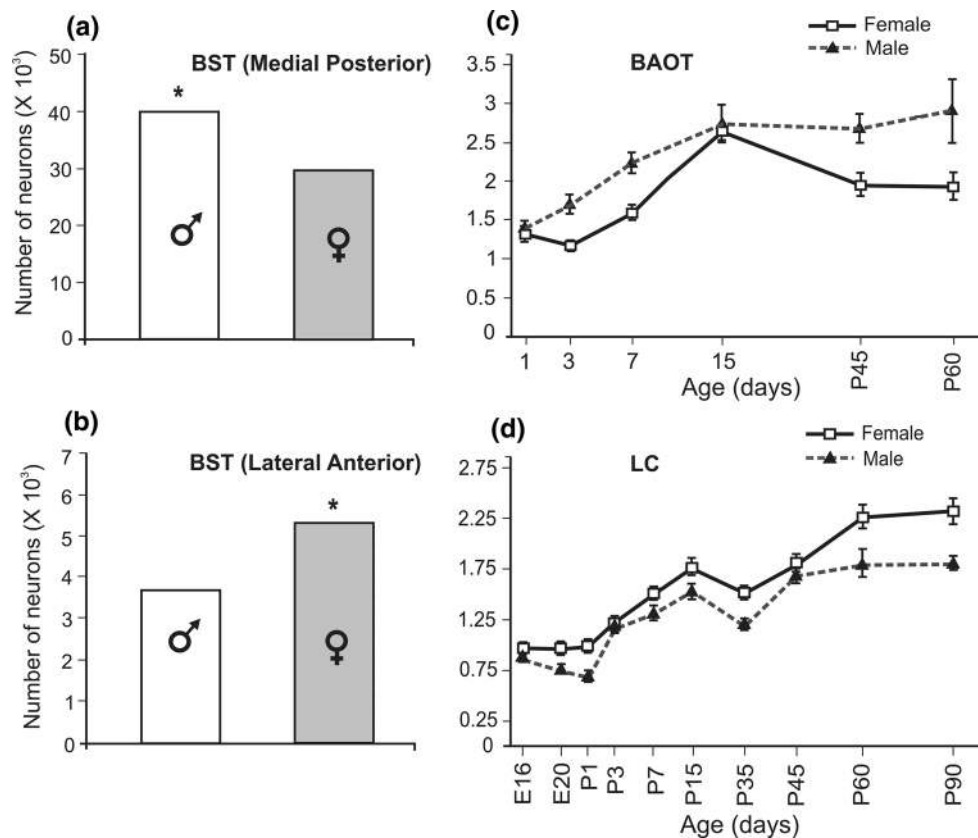 (a)
BST (Medial Posterior)
Number of neurons (X 10³)
50
40
30
20
10
0
*
(b)
BST (Lateral Anterior)
Number of neurons (X 10³)
7
6
5
4
3
2
1
0
*
(c)
Female
Male
BAOT
3.5
3
2.5
2
1.5
1
0.5
0
1 3 7 15 P45 P60
Age (days)
(d)
Female
Male
LC
2.75
2.25
1.75
1.25
0.75
0.25
0
E16 E20 P1 P3 P7 P15 P35 P45 P60 P90
Age (days)